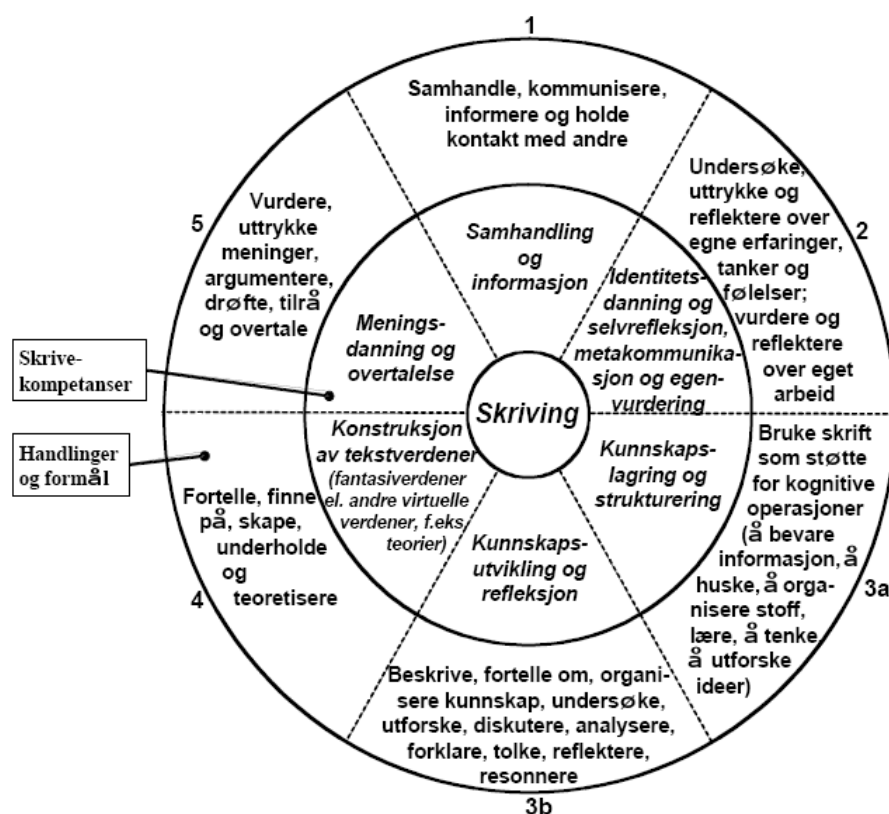 1
Samhandle, kommunisere,
informere og holde
kontakt med andre
2
Undersøke,
uttrykke og
reflektere over
egne erfaringer,
tanker og
følelser;
vurdere og
reflektere
over eget
arbeid
3a
Bruke skrift
som støtte
for kognitive
operasjoner
(å bevare
informasjon, å
huske, å orga-
nisere stoff,
lære, å tenke,
å utforske
ideer)
3b
Beskrive, fortelle om, organi-
sere kunnskap, undersøke,
utforske, diskutere, analysere,
forklare, tolke, reflektere,
resonnere
4
Fortelle, finne
på, skape,
underholde
og
teoretisere
5
Vurdere,
uttrykke
meninger,
argumentere,
drøfte, tilrå
og overtale
Samhandling
og
informasjon
Identitets-
danning og
selvrefleksjon,
metakommunika-
sjon og egen-
vurdering
Kunnskaps-
lagring og
strukturering
Kunnskaps-
utvikling og
refleksjon
Konstruksjon
av tekstverdener
(fantasiverdener
el. andre virtuelle
verdener, f.eks.
teorier)
Menings-
danning og
overtalelse
Skriving
Skrive-
kompetanser
Handlinger
og formål